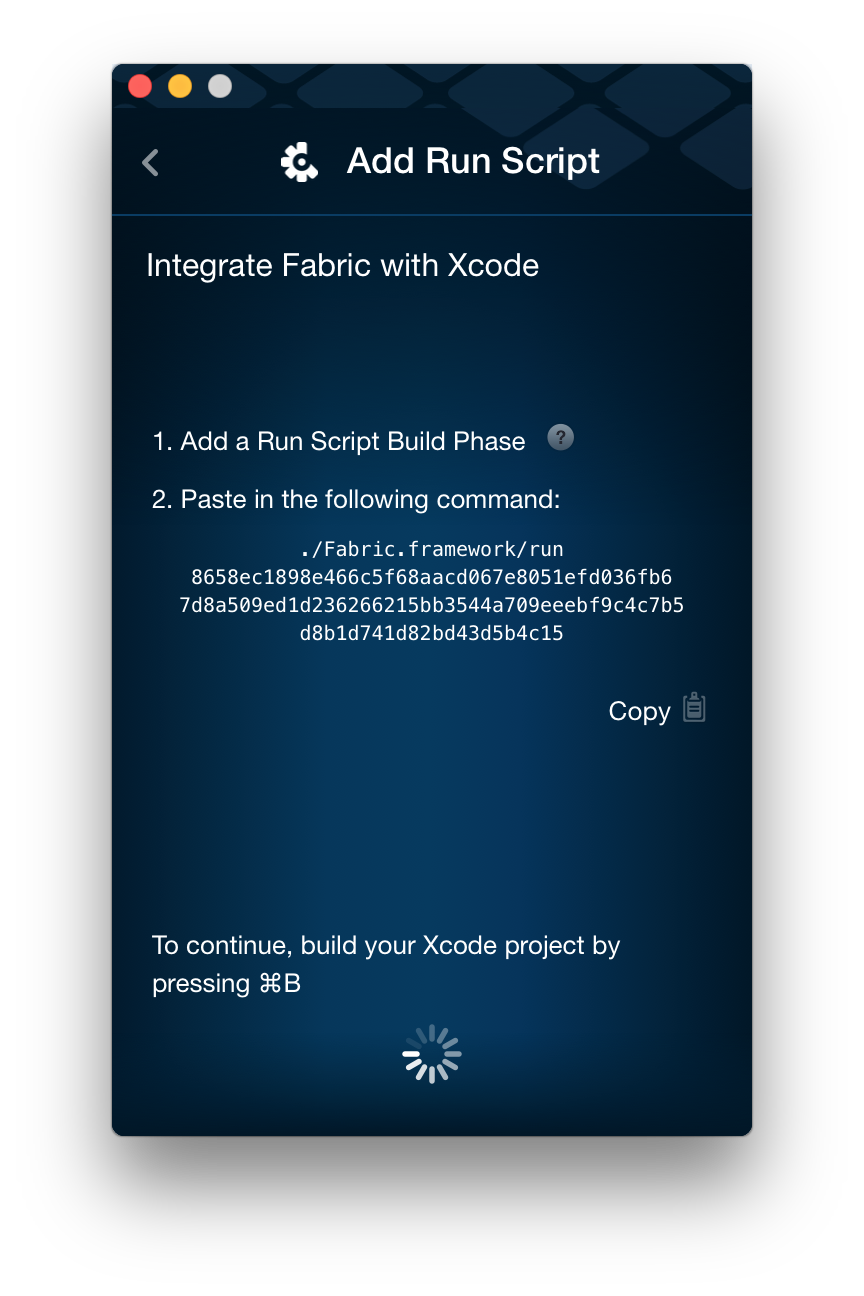 Add Run Script
Integrate Fabric with Xcode
1. Add a Run Script Build Phase ?
2. Paste in the following command:
./Fabric.framework/run
8658ec1898e466c5f68aacd067e8051efd036fb6
7d8a509ed1d236266215bb3544a709eeebf9c4c7b5
d8b1d741d82bd43d5b4c15
Copy
To continue, build your Xcode project by
pressing ⌘B